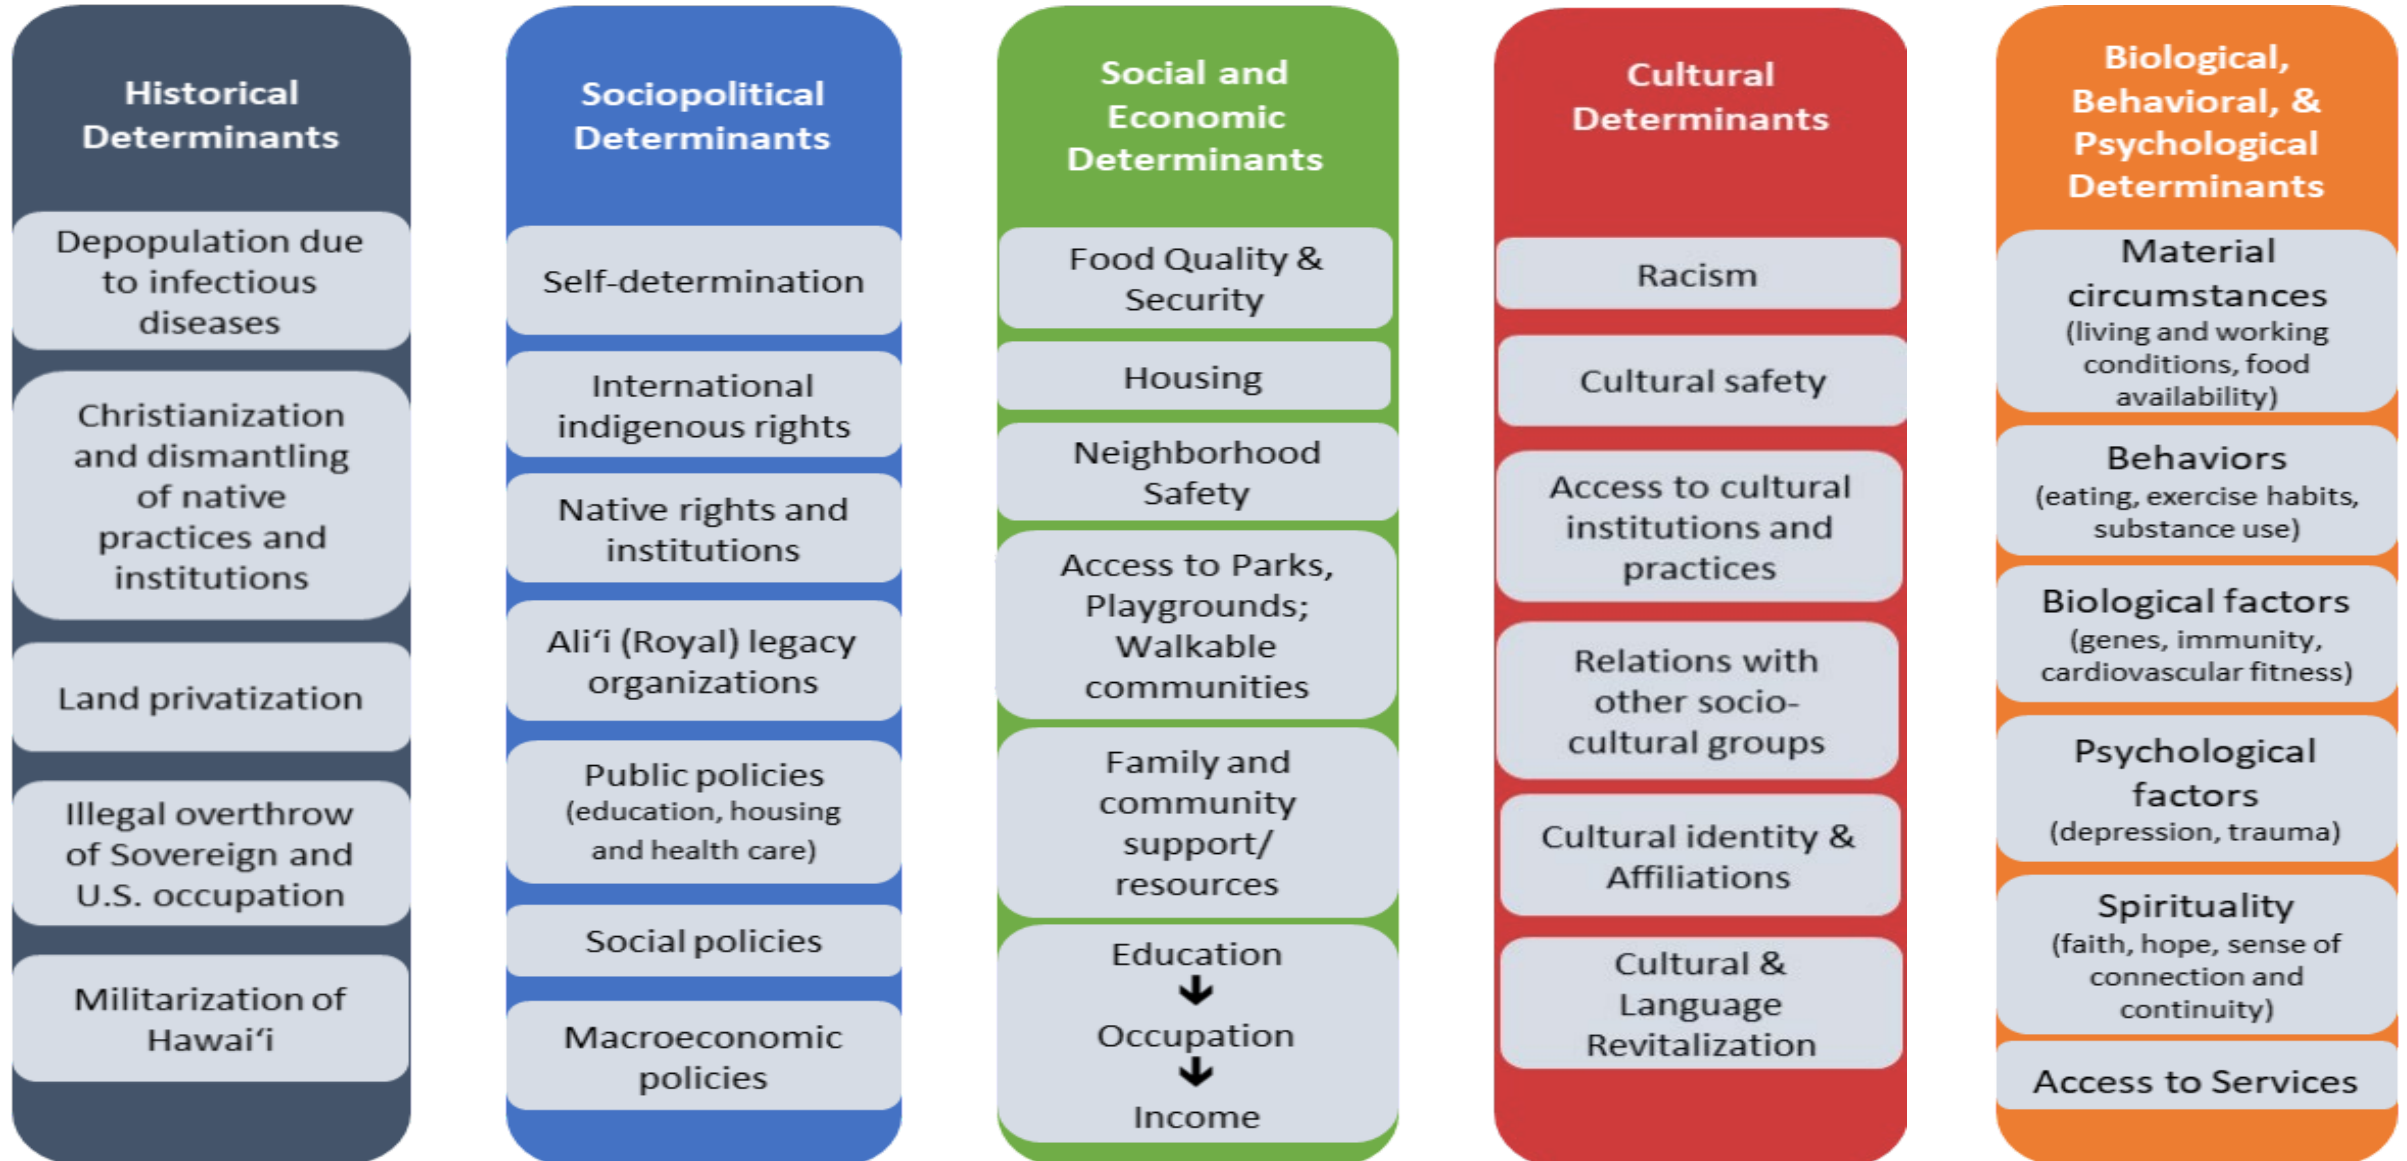 Historical
Determinants
Depopulation due
to infectious
diseases
Christianization
and dismantling
of native
practices and
institutions
Land privatization
Illegal overthrow
of Sovereign and
U.S. occupation
Militarization of
Hawai‘i
Sociopolitical
Determinants
Self-determination
International
indigenous rights
Native rights and
institutions
Ali‘i (Royal) legacy
organizations
Public policies
(education, housing
and health care)
Social policies
Macroeconomic
policies
Social and
Economic
Determinants
Food Quality &
Security
Housing
Neighborhood
Safety
Access to Parks,
Playgrounds;
Walkable
communities
Family and
community
support/
resources
Education
Occupation
Income
Cultural
Determinants
Racism
Cultural safety
Access to cultural
institutions and
practices
Relations with
other socio-
cultural groups
Cultural identity &
Affiliations
Cultural &
Language
Revitalization
Biological,
Behavioral, &
Psychological
Determinants
Material
circumstances
(living and working
conditions, food
availability)
Behaviors
(eating, exercise habits,
substance use)
Biological factors
(genes, immunity,
cardiovascular fitness)
Psychological
factors
(depression, trauma)
Spirituality
(faith, hope, sense of
connection and
continuity)
Access to Services